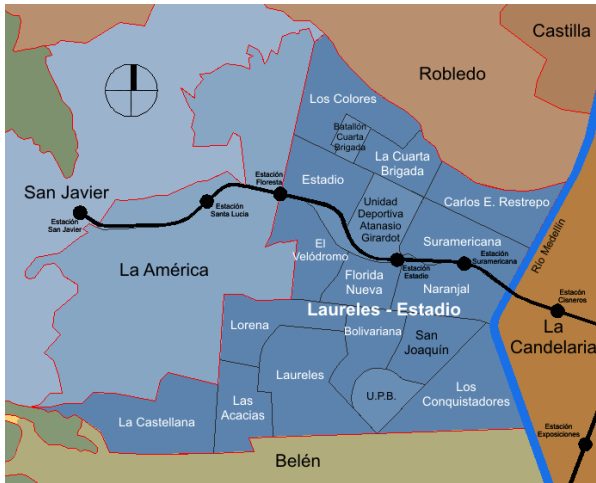 Castilla
Robledo
Los Colores
Batallón
Cuarta
Brigada
La Cuarta
Brigada
Estación
Floresta
Estadio
San Javier
Estación
San Javier
Estación
Santa Lucia
Unidad
Deportiva
Atanasio
Girardot
Carlos E. Restrepo
El
Velódromo
Suramericana
Río Medellín
La América
Estación
Estadio
Estación
Suramericana
Florida
Nueva
Naranjal
Estacón
Cisneros
Laureles - Estadio
Lorena
Bolivariana
San
Joaquín
La
Candelaria
Laureles
U.P.B.
Los
Conquistadores
La Castellana
Las
Acacias
Estación
Exposiciones
Belén